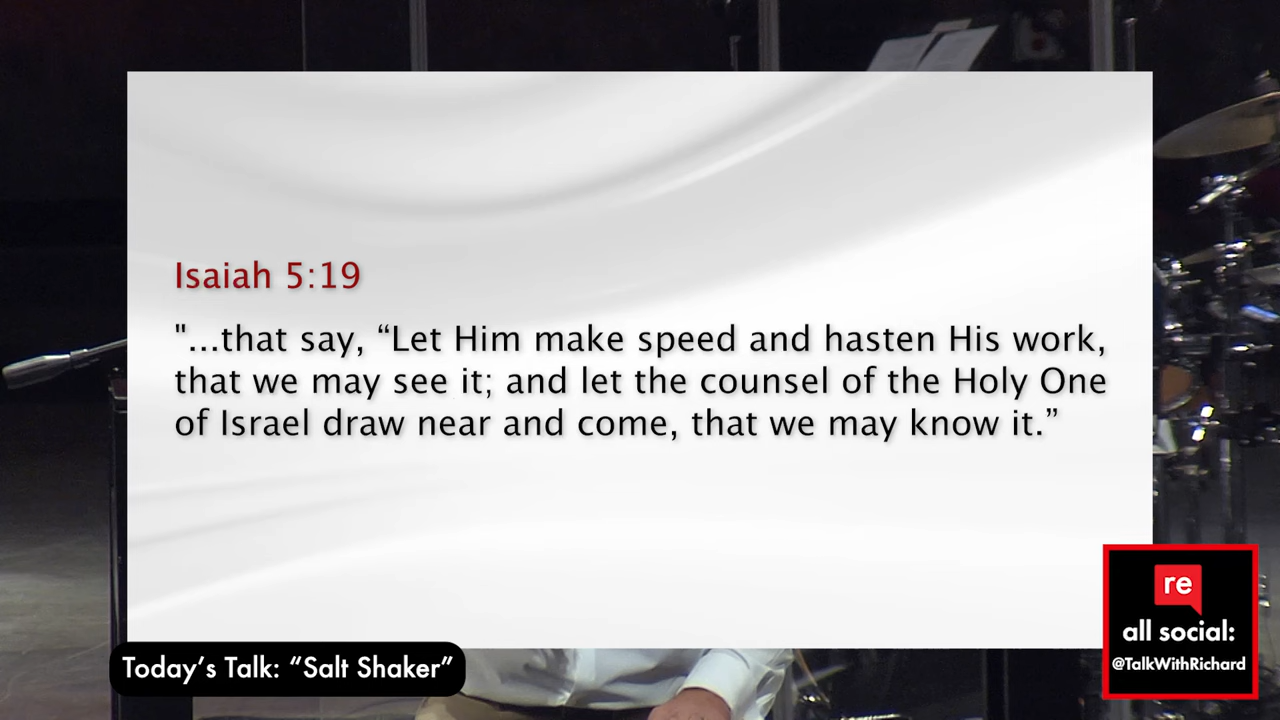 Isaiah 5:19
"...that say, “Let Him make speed and hasten His work,
that we may see it; and let the counsel of the Holy One
of Israel draw near and come, that we may know it.”
Today’s Talk: “Salt Shaker”
re
all social:
@TalkWithRichard